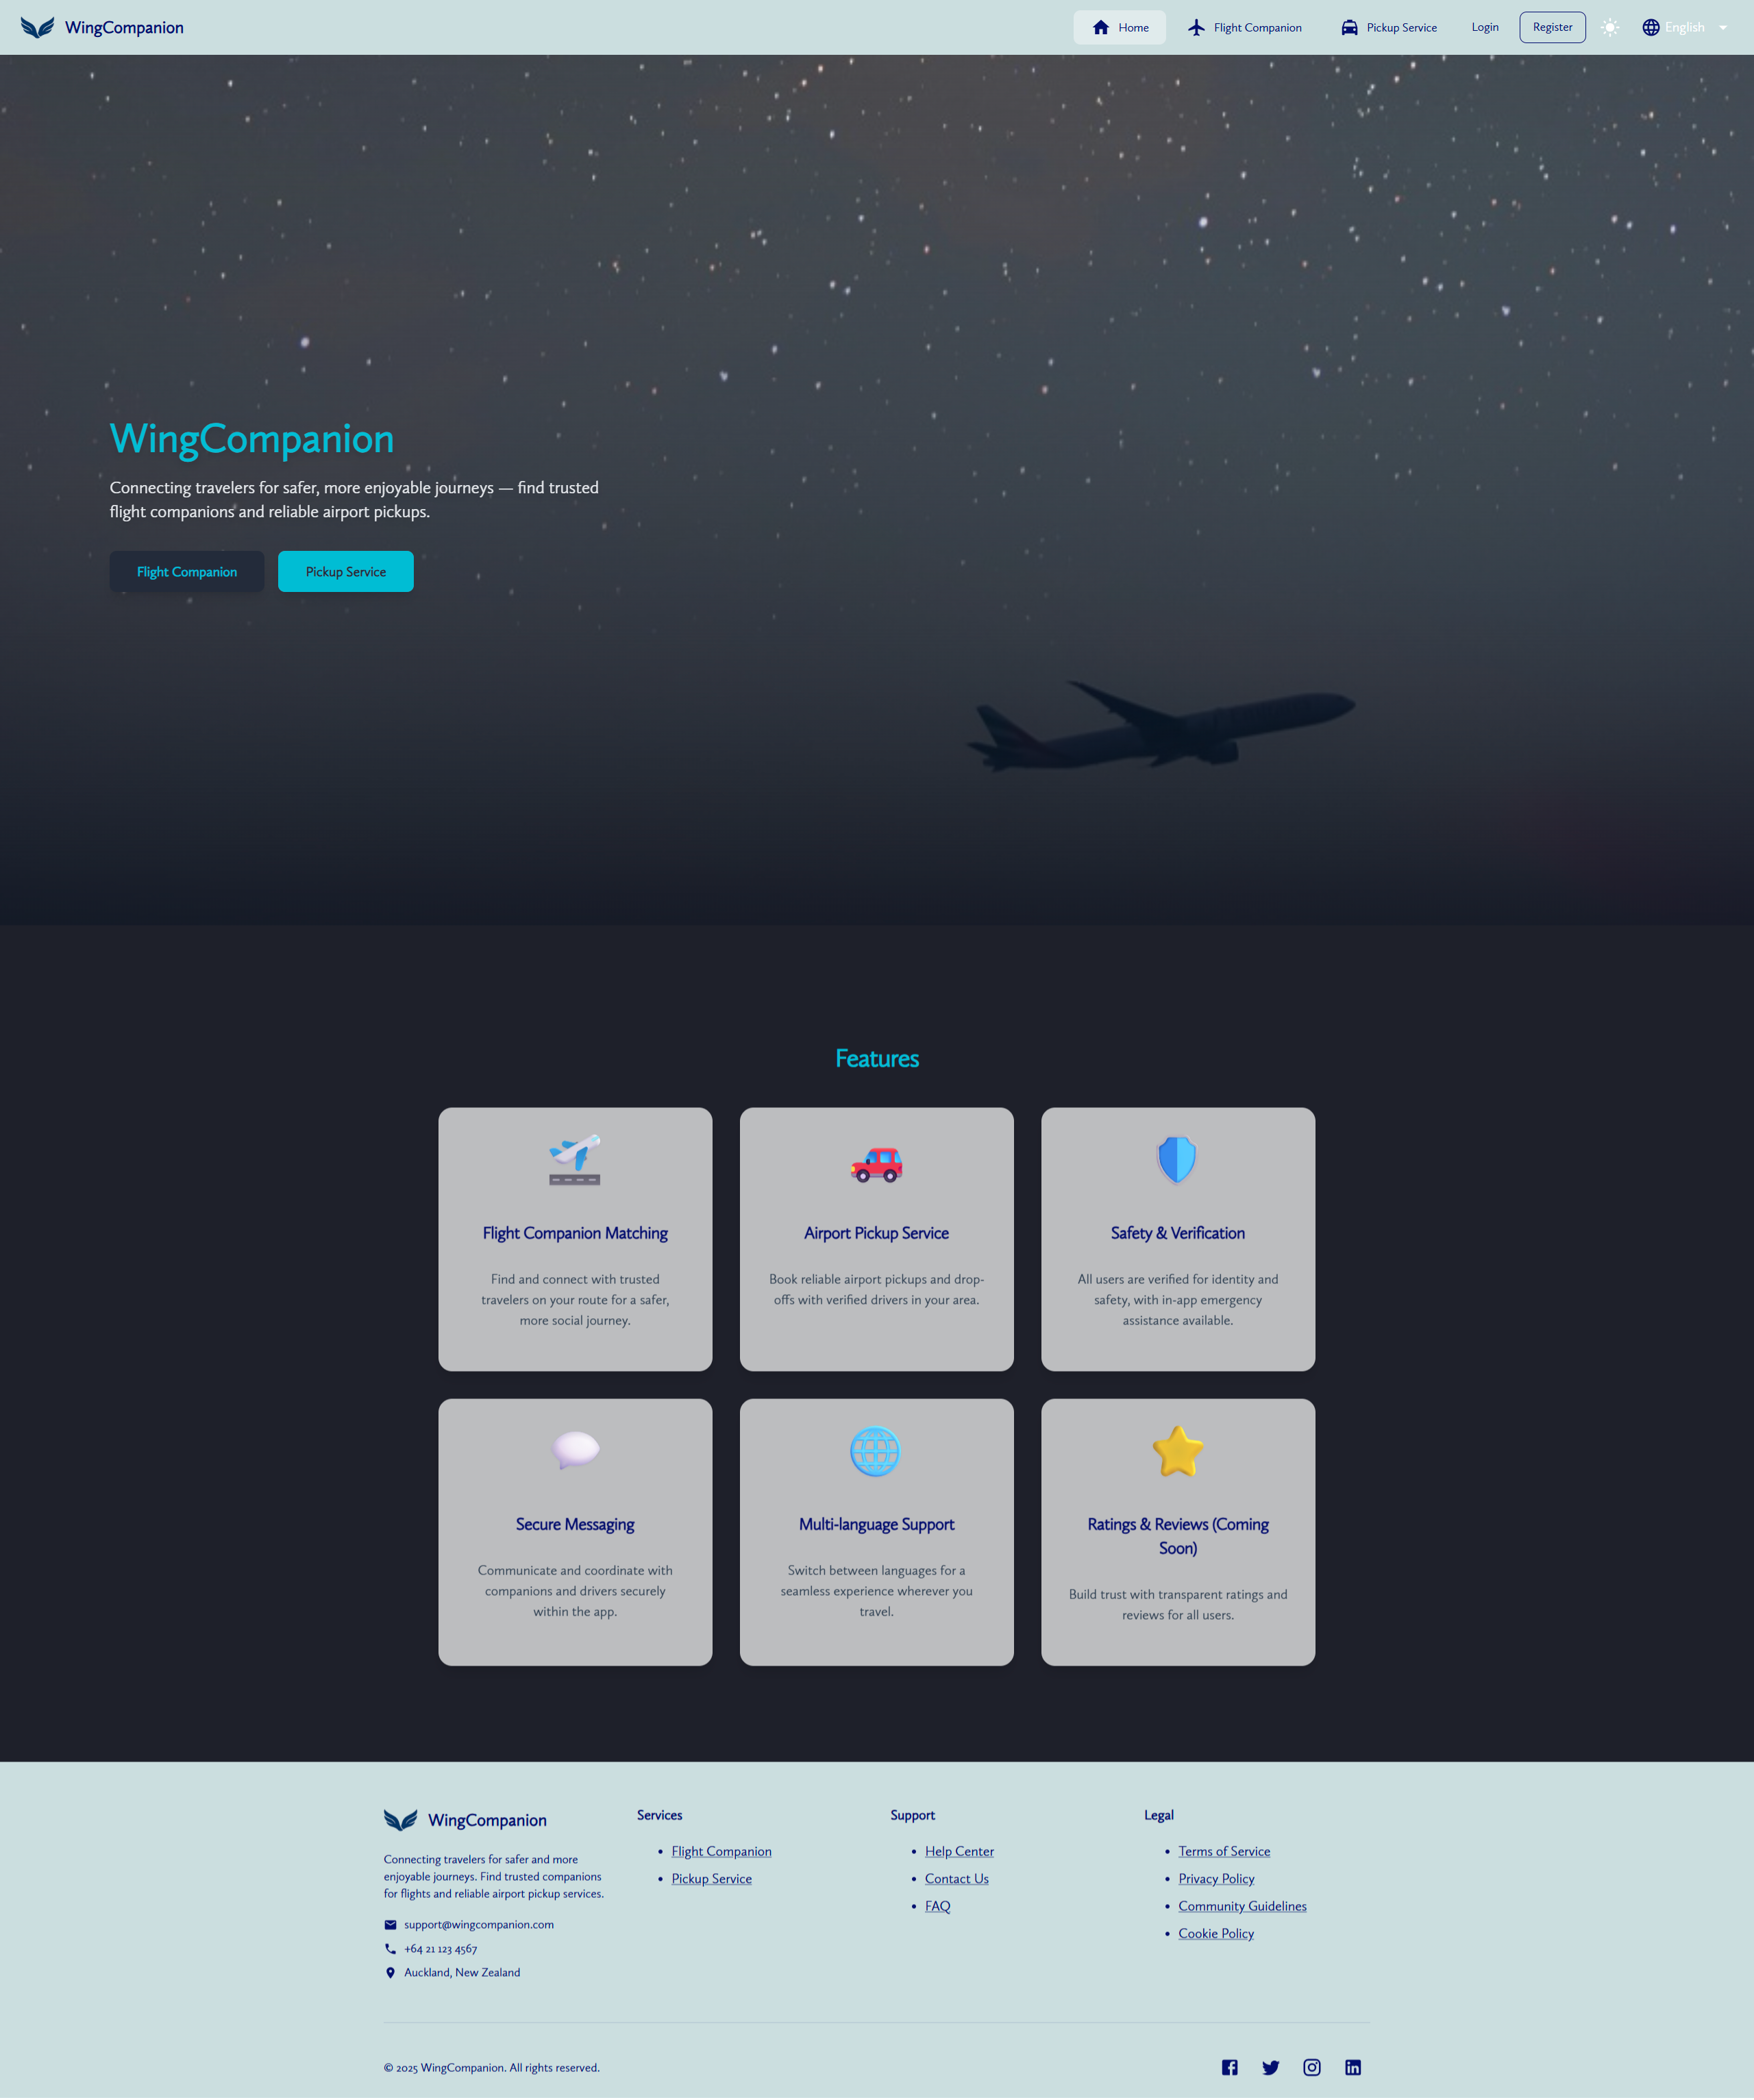 WingCompanion
Home
Flight Companion
Pickup Service
Login
Register
English
WingCompanion
Connecting travelers for safer, more enjoyable journeys — find trusted
flight companions and reliable airport pickups.
Flight Companion
Pickup Service
Features
Flight Companion Matching
Find and connect with trusted
travelers on your route for a safer,
more social journey.
Airport Pickup Service
Book reliable airport pickups and drop-
offs with verified drivers in your area.
Safety & Verification
All users are verified for identity and
safety, with in-app emergency
assistance available.
Secure Messaging
Communicate and coordinate with
companions and drivers securely
within the app.
Multi-language Support
Switch between languages for a
seamless experience wherever you
travel.
Ratings & Reviews (Coming
Soon)
Build trust with transparent ratings and
reviews for all users.
WingCompanion
Connecting travelers for safer and more
enjoyable journeys. Find trusted companions
for flights and reliable airport pickup services.
support@wingcompanion.com
+64 21 123 4567
Auckland, New Zealand
Services
• Flight Companion
• Pickup Service
Support
• Help Center
• Contact Us
• FAQ
Legal
• Terms of Service
• Privacy Policy
• Community Guidelines
• Cookie Policy
© 2025 WingCompanion. All rights reserved.